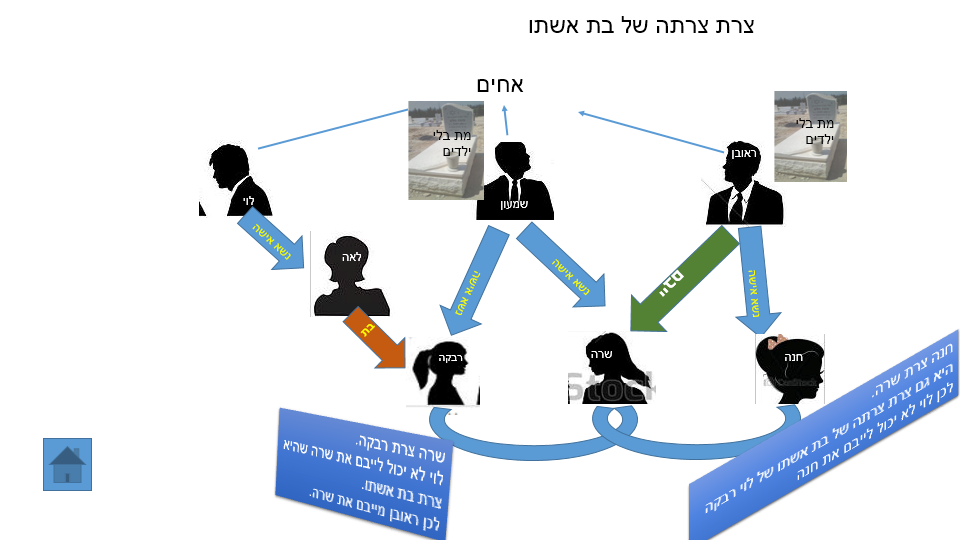 צרת צרתה של בת אשתו
אחים
מת בלי
ילדים
מת בלי
ילדים
ראובן
שמעון
לוי
נשא אישה
נשא אישה
נשא אישה
ייבם
נשא אישה
לאה
בת
רבקה
שרה
חנה
חנה צרת שרה.
היא גם צרת צרתה של בת אשתו של לוי רבקה
לכן לוי לא יכול לייבם את חנה
שרה צרת רבקה.
לוי לא יכול לייבם את שרה שהיא
צרת בת אשתו.
לכן ראובן מייבם את שרה.